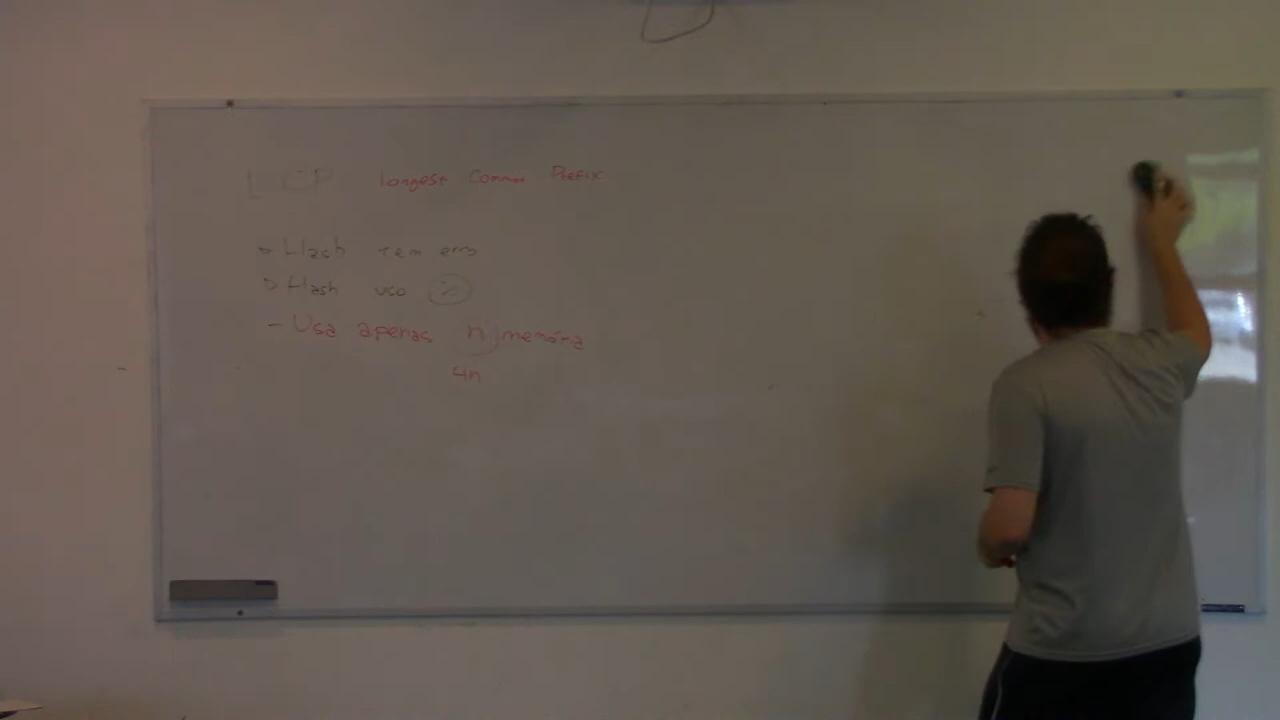 LCP Longest Common Prefix
Hash tem erro
Hash uso %
- Usa apenas n memória
4n